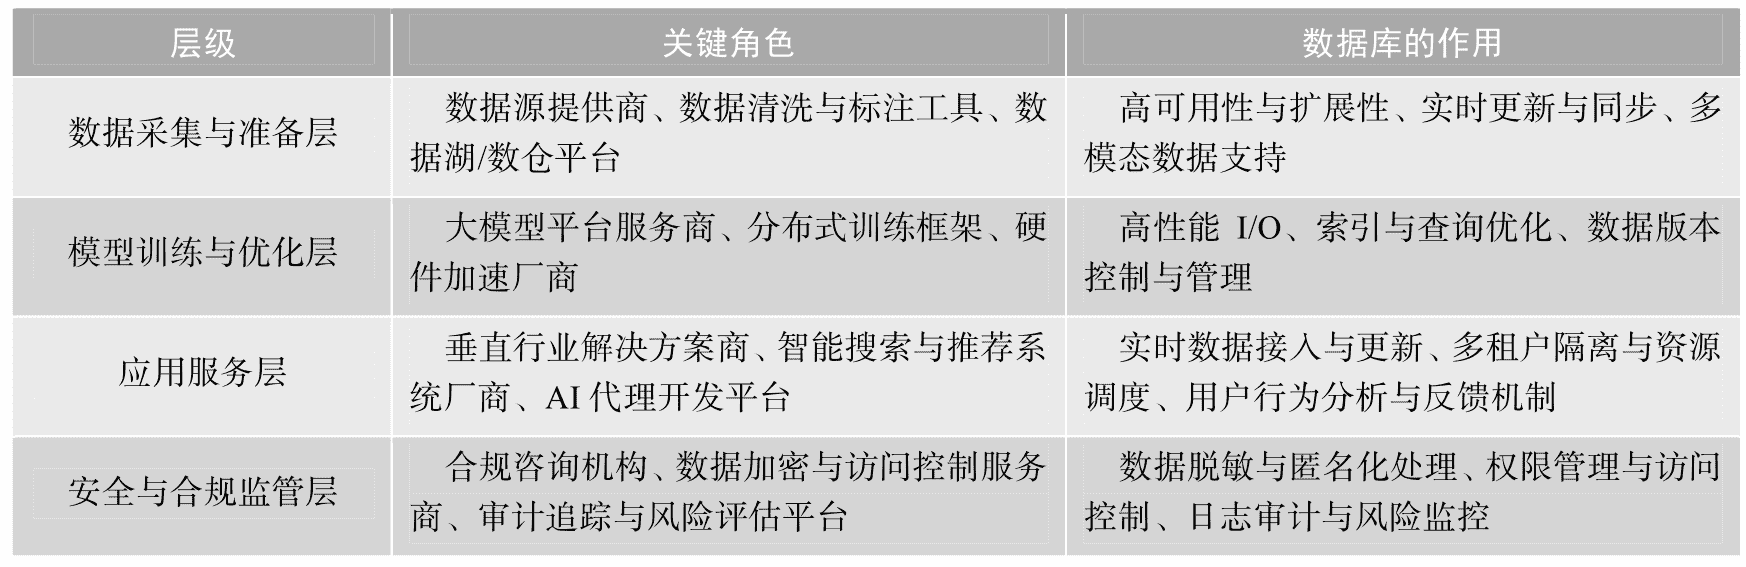 层级
关键角色
数据库的作用
数据采集与准备层
数据源提供商、数据清洗与标注工具、数
据湖/数仓平台
高可用性与扩展性、实时更新与同步、多
模态数据支持
模型训练与优化层
大模型平台服务商、分布式训练框架、硬
件加速厂商
高性能 I/O、索引与查询优化、数据版本
控制与管理
应用服务层
垂直行业解决方案商、智能搜索与推荐系
统厂商、AI 代理开发平台
实时数据接入与更新、多租户隔离与资源
调度、用户行为分析与反馈机制
安全与合规监管层
合规咨询机构、数据加密与访问控制服务
商、审计追踪与风险评估平台
数据脱敏与匿名化处理、权限管理与访问
控制、日志审计与风险监控